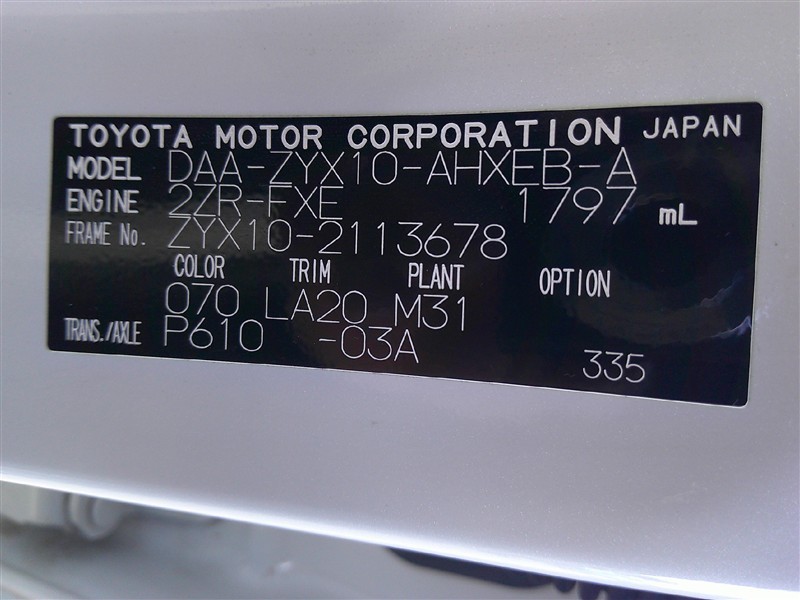 TOYOTA MOTOR CORPORATION JAPAN
MODEL DAA-ZYX10-AHXEB-A
ENGINE 2ZR-FXE 1797 mL
FRAME No. ZYX10-2113678
COLOR TRIM PLANT OPTION
070 LA20 M31
TRANS./AXLE P610 -03A 335